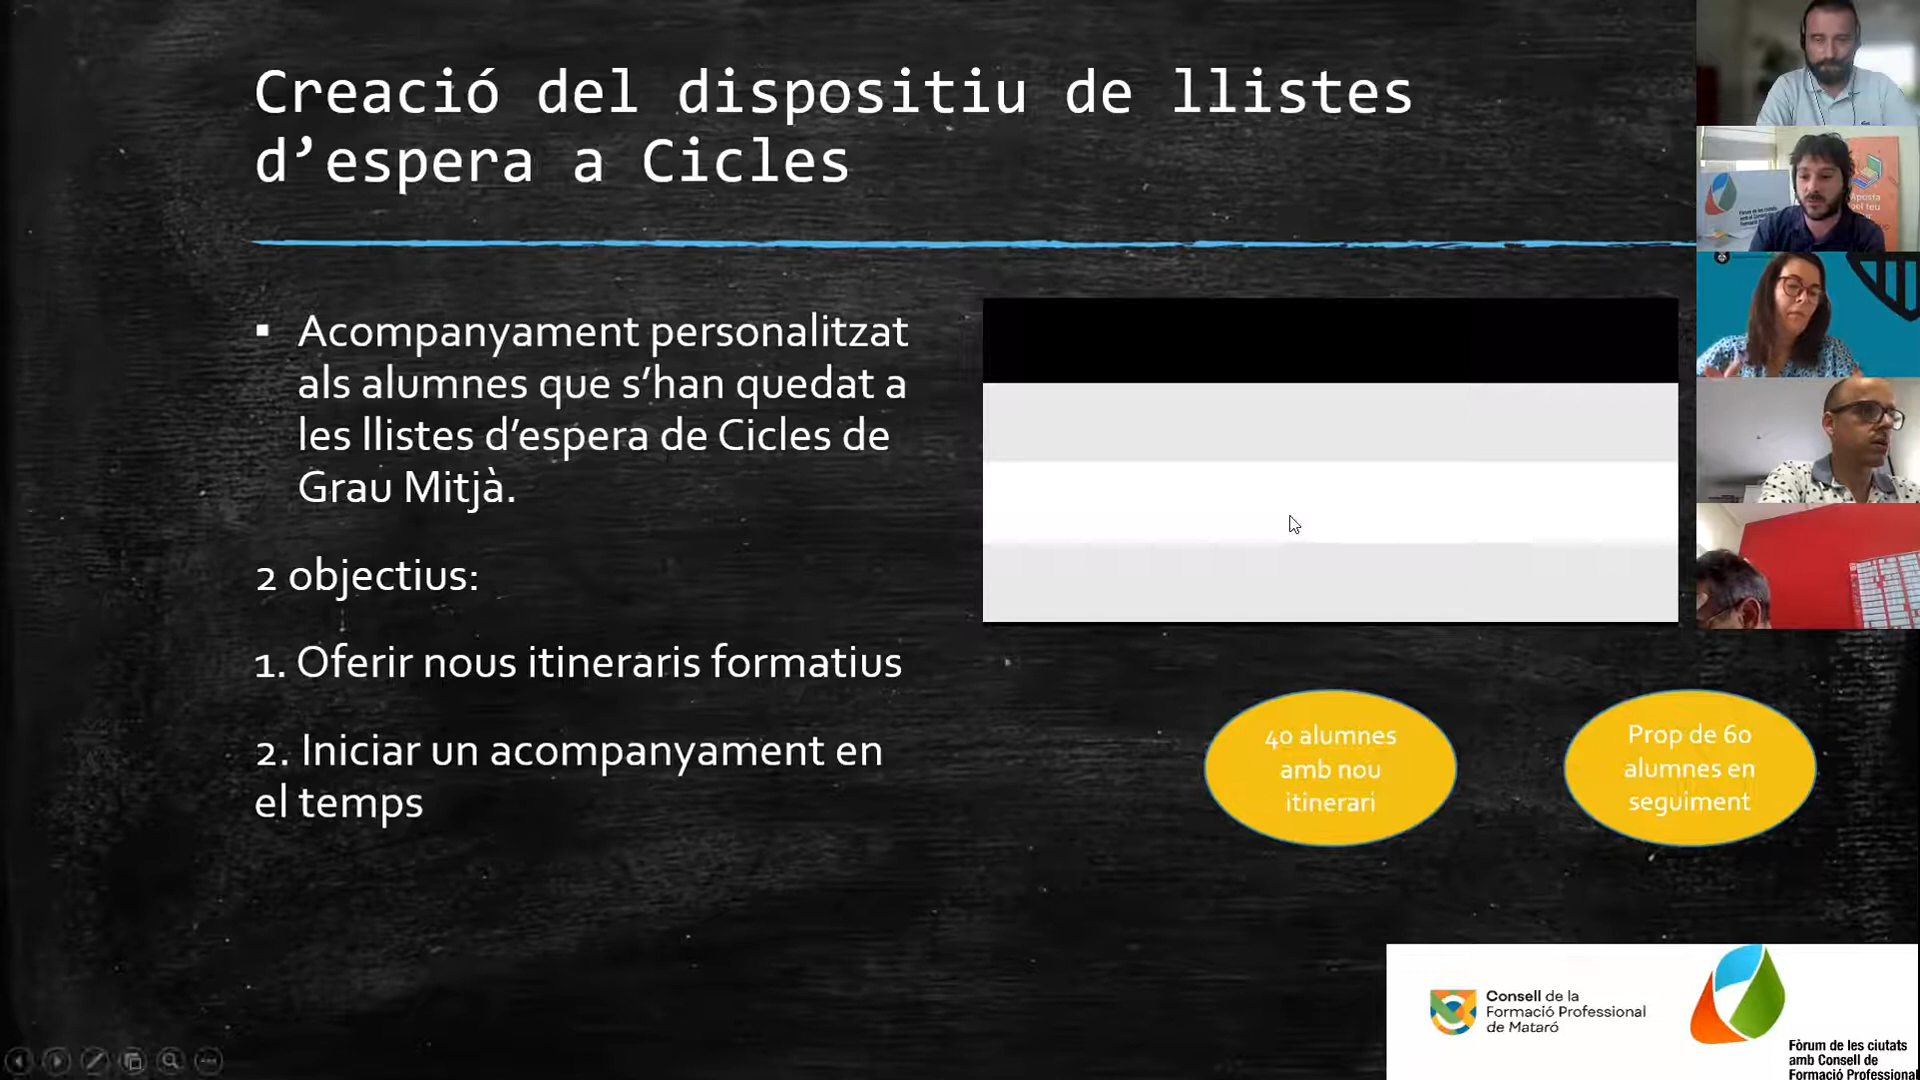 Creació del dispositiu de llistes
d’espera a Cicles
▪ Acompanyament personalitzat
als alumnes que s’han quedat a
les llistes d’espera de Cicles de
Grau Mitjà.
2 objectius:
1. Oferir nous itineraris formatius
2. Iniciar un acompanyament en
el temps
40 alumnes
amb nou
itinerari
Prop de 60
alumnes en
seguiment
Consell de la
Formació Professional
de Mataró
Fòrum de les ciutats
amb Consell de
Formació Professional